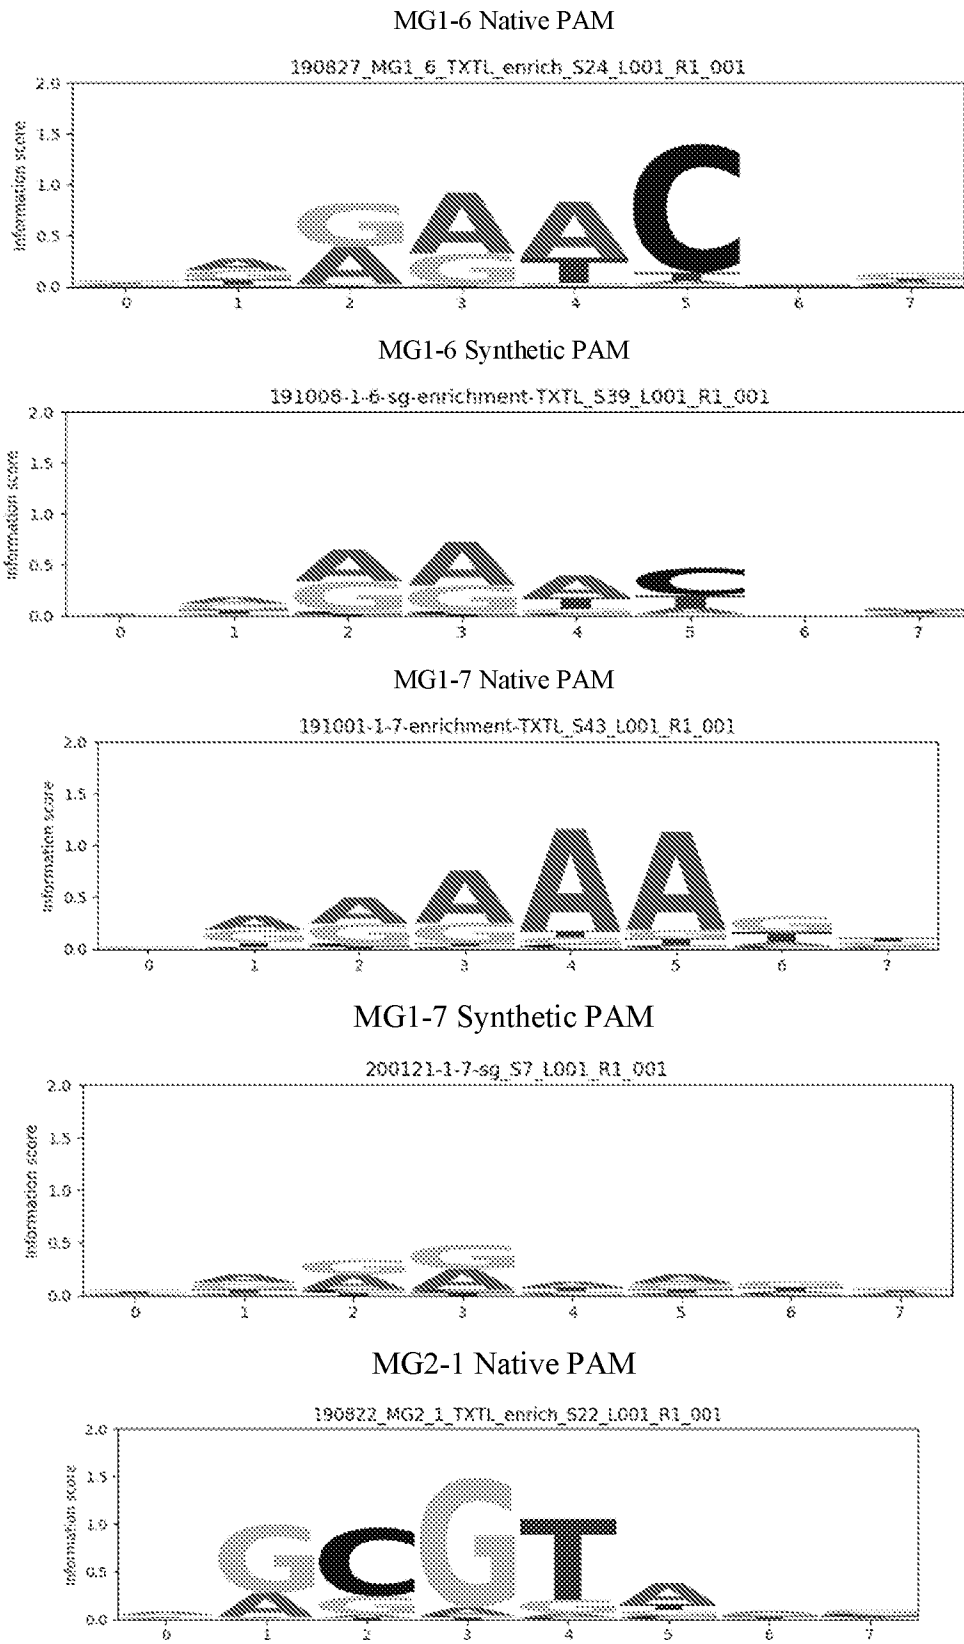 MG1-6 Native PAM
190827_MG1_6_TXTL_enrich_S24_L001_R1_001
2.0
1.5
1.0
0.5
0.0
Information score
G A A C
A G T T
0 1 2 3 4 5 6 7
MG1-6 Synthetic PAM
191008-1-6-sg-enrichment-TXTL_S39_L001_R1_001
2.0
1.5
1.0
0.5
0.0
Information score
A A A C
G G T T
0 1 2 3 4 5 6 7
MG1-7 Native PAM
191001-1-7-enrichment-TXTL_S43_L001_R1_001
2.0
1.5
1.0
0.5
0.0
Information score
A A A A A
0 1 2 3 4 5 6 7
MG1-7 Synthetic PAM
200121-1-7-sg_S7_L001_R1_001
2.0
1.5
1.0
0.5
0.0
Information score
G G
A A
0 1 2 3 4 5 6 7
MG2-1 Native PAM
190822_MG2_1_TXTL_enrich_S22_L001_R1_001
2.0
1.5
1.0
0.5
0.0
Information score
G C G T A
A
0 1 2 3 4 5 6 7